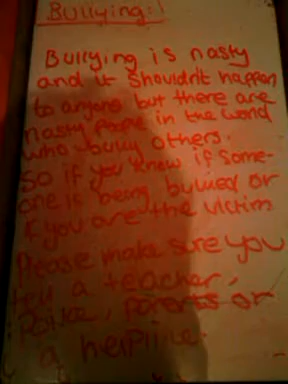 Bullying:!
Bullying is nasty
and it shouldn't happen
to anyone but there are
nasty people in the world
who bully others.
So if you know if some-
one is being bullied or
if you are the victim
Please make sure you
tell a teacher,
Police, parents or
a helpline.